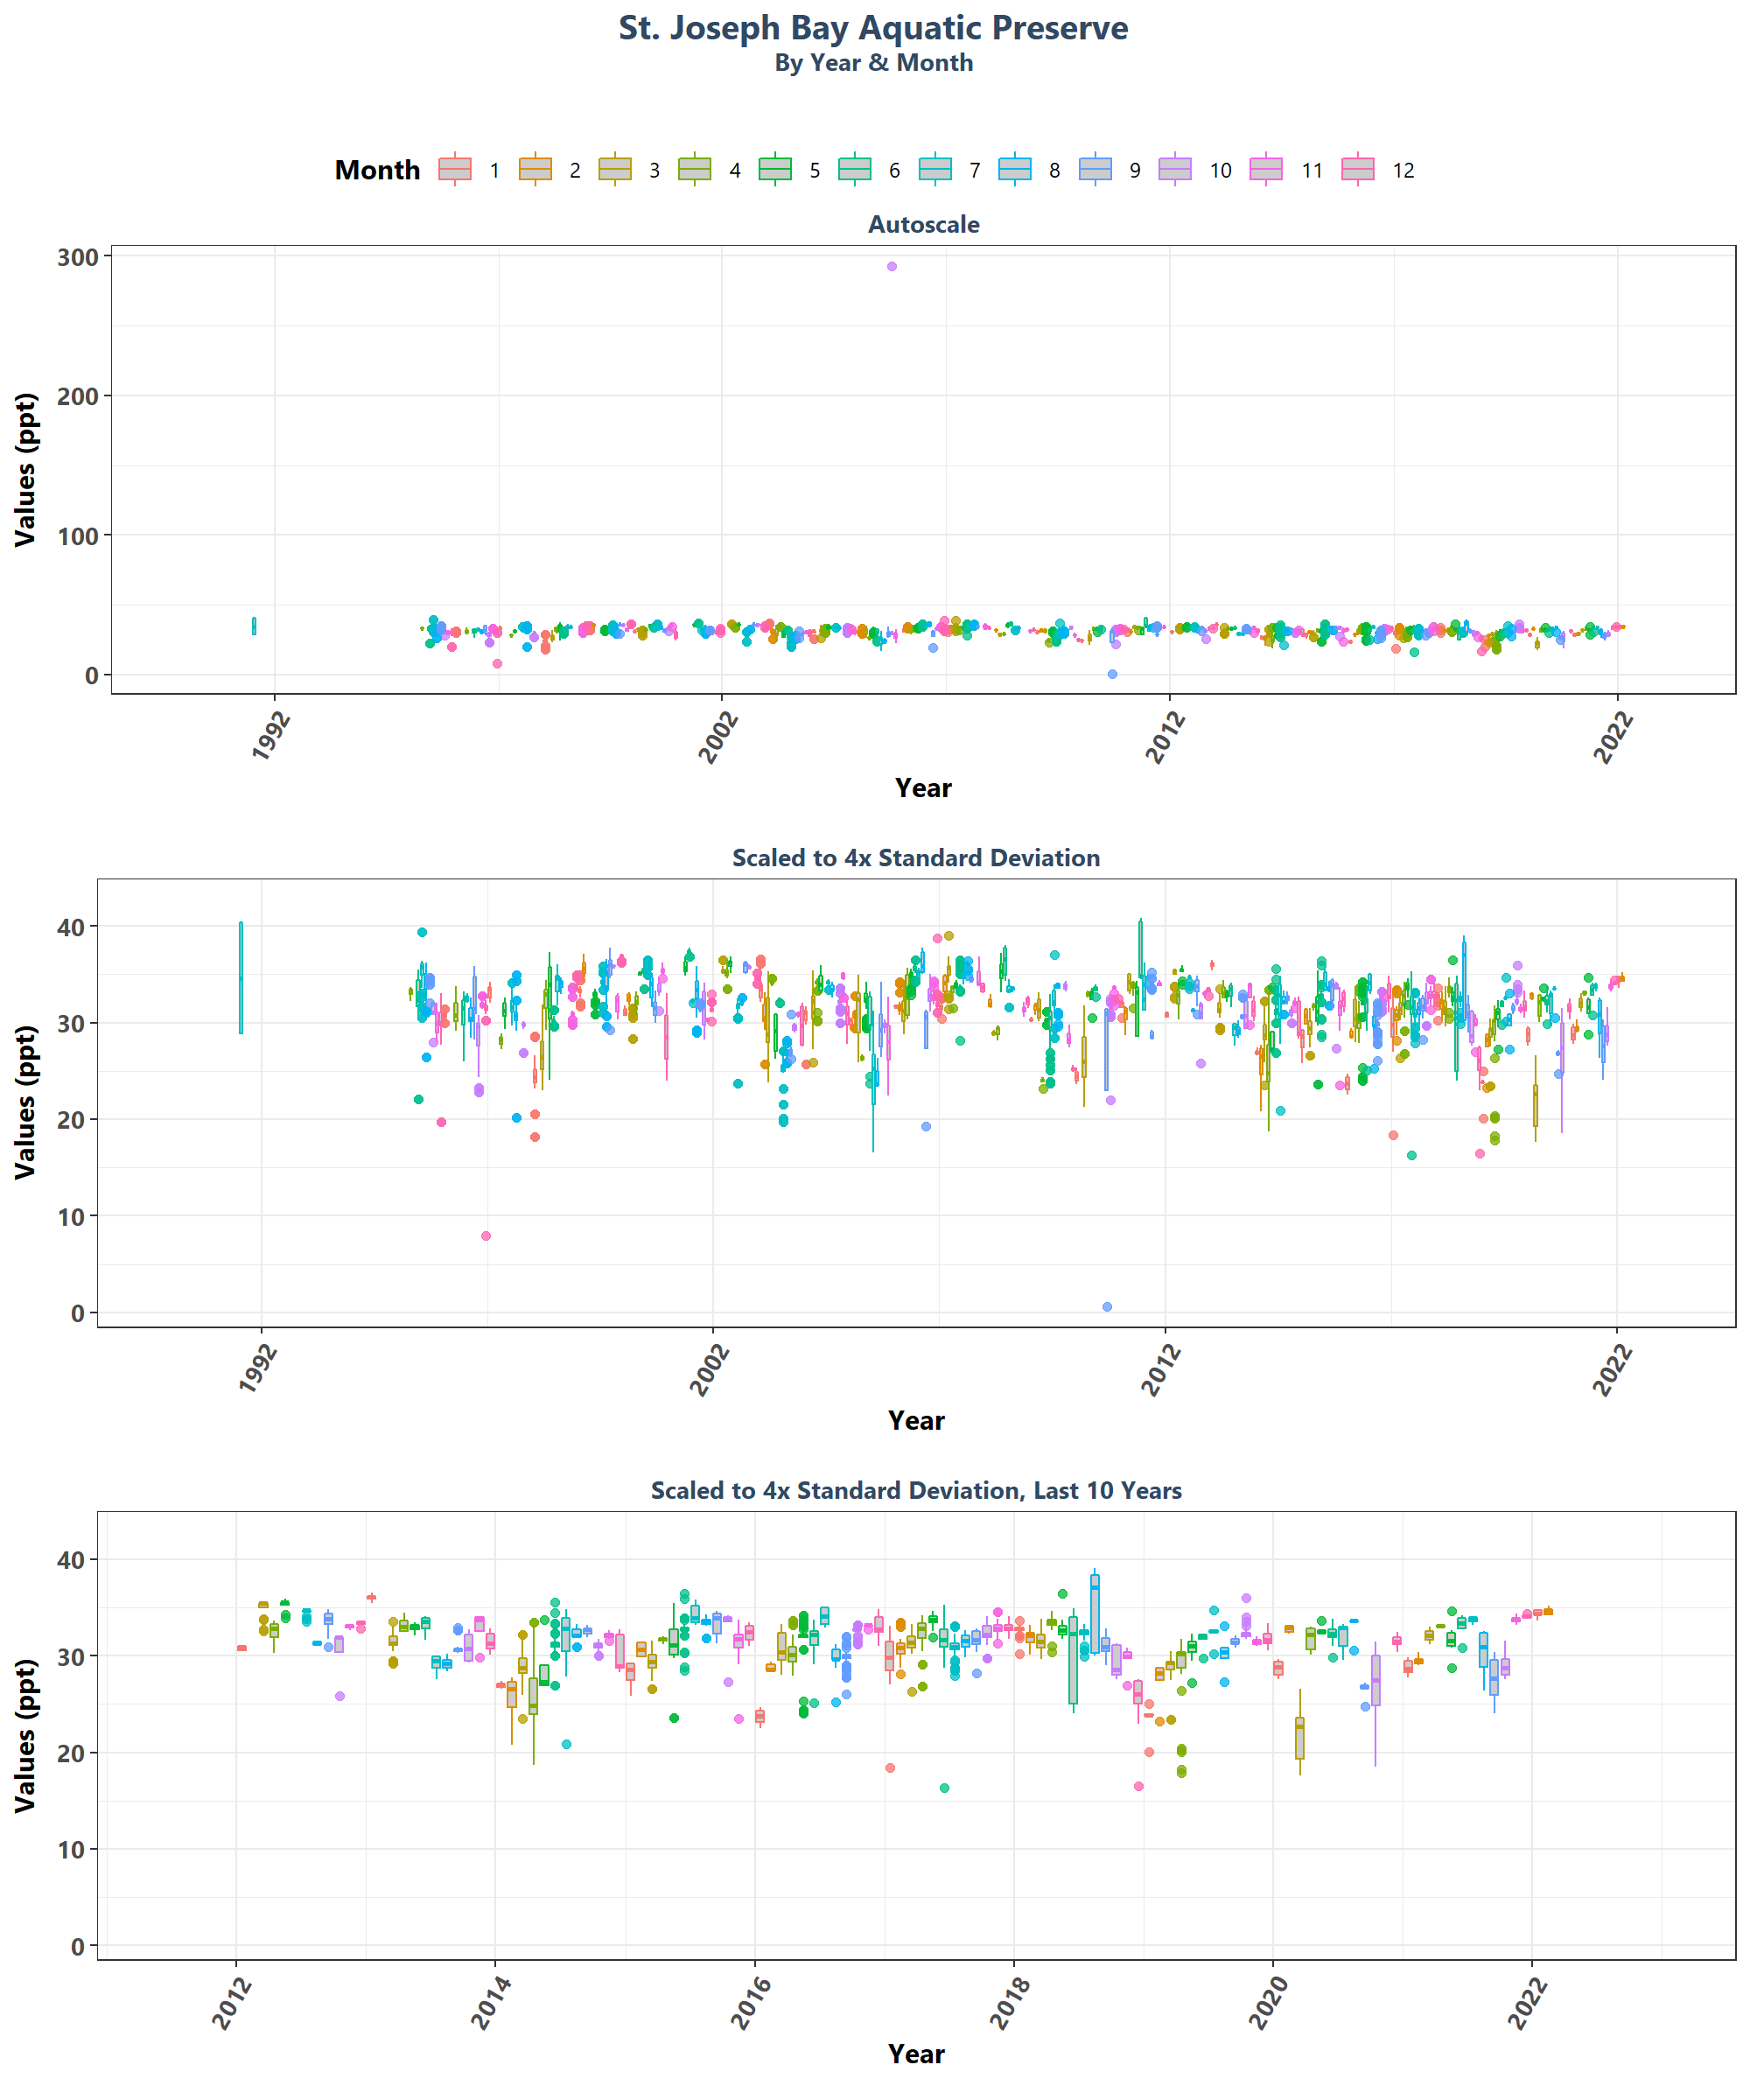 St. Joseph Bay Aquatic Preserve
By Year & Month
Month 1 2 3 4 5 6 7 8 9 10 11 12
Autoscale
Values (ppt)
300
200
100
0
1992 2002 2012 2022
Year
Scaled to 4x Standard Deviation
Values (ppt)
40
30
20
10
0
1992 2002 2012 2022
Year
Scaled to 4x Standard Deviation, Last 10 Years
Values (ppt)
40
30
20
10
0
2012 2014 2016 2018 2020 2022
Year